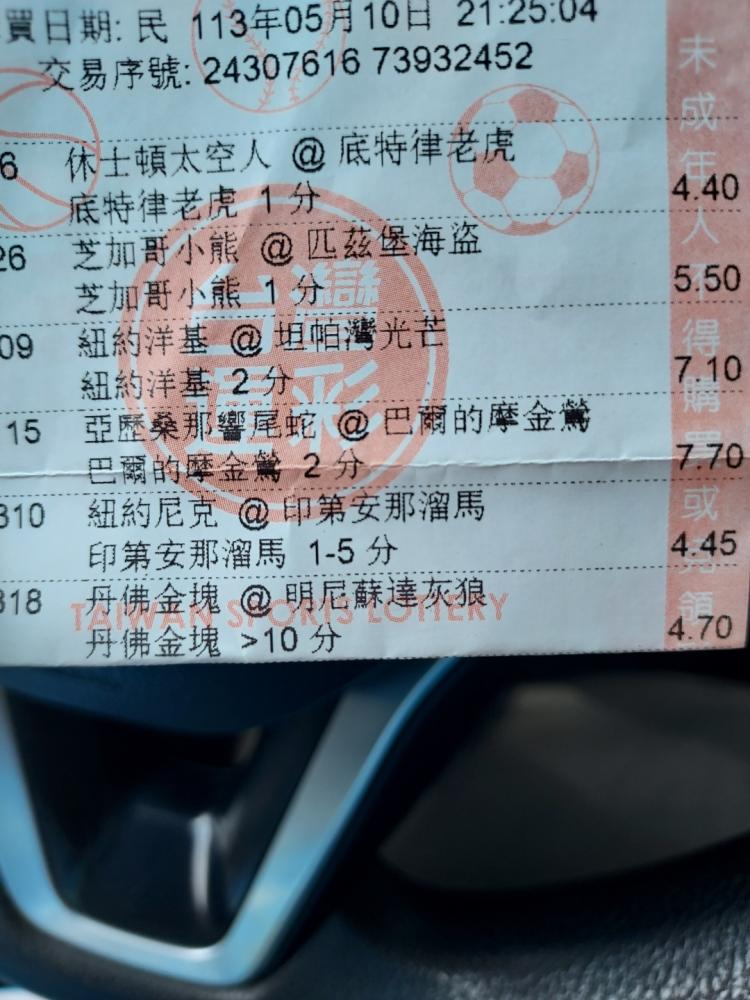 買日期: 民 113年05月10日 21:25:04
交易序號: 24307616 73932452
6 休士頓太空人 @ 底特律老虎
底特律老虎 1 分 4.40
26 芝加哥小熊 @ 匹茲堡海盜
芝加哥小熊 1 分 5.50
09 紐約洋基 @ 坦帕灣光芒
紐約洋基 2 分 7.10
15 亞歷桑那響尾蛇 @ 巴爾的摩金鶯
巴爾的摩金鶯 2 分 7.70
310 紐約尼克 @ 印第安那溜馬
印第安那溜馬 1-5 分 4.45
318 丹佛金塊 @ 明尼蘇達灰狼
丹佛金塊 >10 分 4.70
台灣運彩
TAIWAN SPORTS LOTTERY
未成年人不得購買或兌領